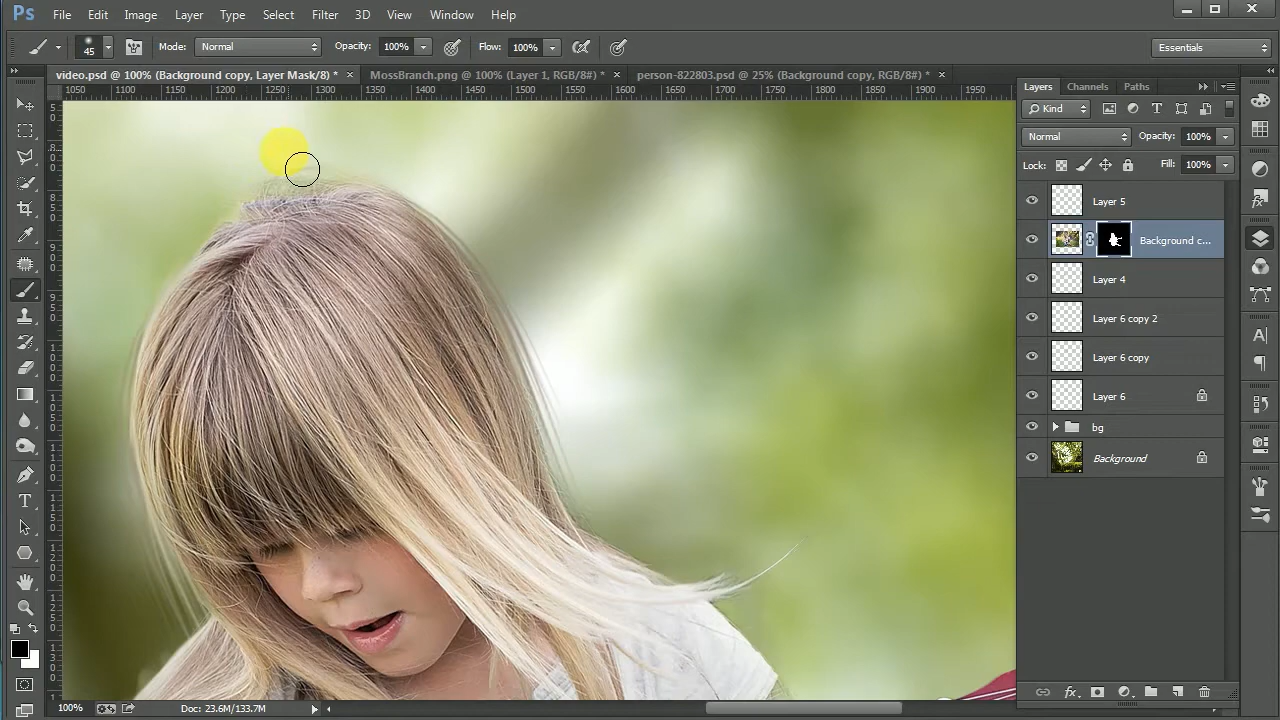 Ps File Edit Image Layer Type Select Filter 3D View Window Help
45 Mode: Normal Opacity: 100% Flow: 100% Essentials
video.psd @ 100% (Background copy, Layer Mask/8) * × MossBranch.png @ 100% (Layer 1, RGB/8#) * × person-822803.psd @ 25% (Background copy, RGB/8#) * ×
1050 1100 1150 1200 1250 1300 1350 1400 1450 1500 1550 1600 1650 1700 1750 1800 1850 1900 1950
Layers Channels Paths
Kind
Normal Opacity: 100%
Lock: Fill: 100%
Layer 5
Background c...
Layer 4
Layer 6 copy 2
Layer 6 copy
Layer 6
bg
Background
100% Doc: 23.6M/133.7M